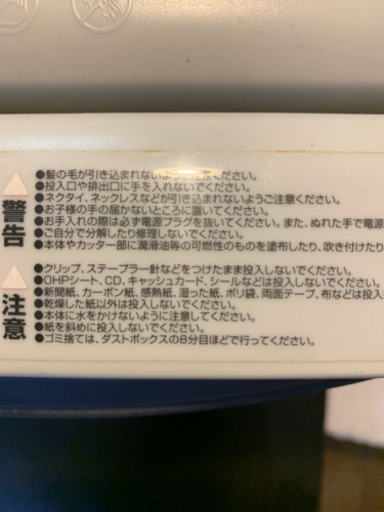 警告
●髪の毛が引き込まれないようご注意ください。
●投入口や排出口に手を入れないでください。
●ネクタイ、ネックレスなどが引き込まれないようご注意ください。
●お子様の手の届かないところに置いてください。
●お手入れの際は必ず電源プラグを抜いてください。また、ぬれた手で電源
●ご自分で分解したり修理しないでください。
●本体やカッター部に潤滑油等の可燃性のものを塗布したり、吹き付けたり
注意
●クリップ、ステープラー針などをつけたまま投入しないでください。
●OHPシート、CD、キャッシュカード、シールなどは投入しないでください。
●新聞紙、カーボン紙、感熱紙、湿った紙、ポリ袋、両面テープ、布などは投入
●乾燥した紙以外は投入しないでください。
●本体に水をかけないように注意してください。
●紙を斜めに投入しないでください。
●ゴミ捨ては、ダストボックスの8分目ほどで行ってください。